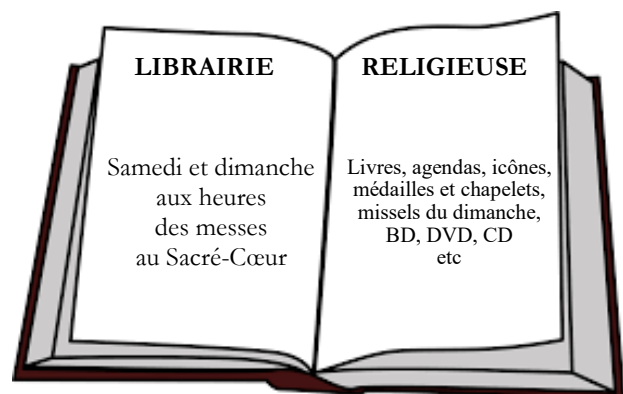 LIBRAIRIE
Samedi et dimanche
aux heures
des messes
au Sacré-Cœur
RELIGIEUSE
Livres, agendas, icônes,
médailles et chapelets,
missels du dimanche,
BD, DVD, CD
etc